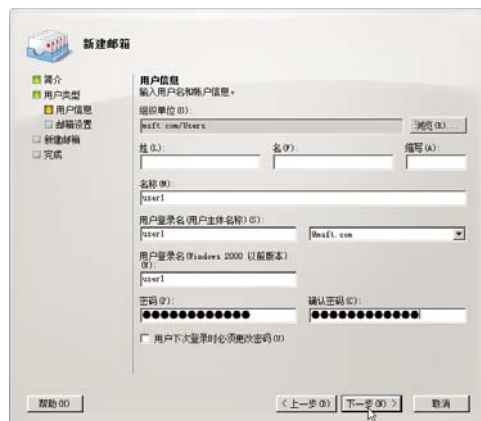 新建邮箱
简介
用户类型
用户信息
邮箱设置
新建邮箱
完成
用户信息
输入用户名和帐户信息。
组织单位(O):
msft.com/Users
浏览(R)...
姓(L):
名(F):
缩写(A):
名称(M):
user1
用户登录名(用户主体名称)(S):
user1
@msft.com
用户登录名(Windows 2000 以前版本)
(W):
user1
密码(P):
确认密码(C):
用户下次登录时必须更改密码(U)
帮助(H)
<上一步(B)
下一步(N) >
取消